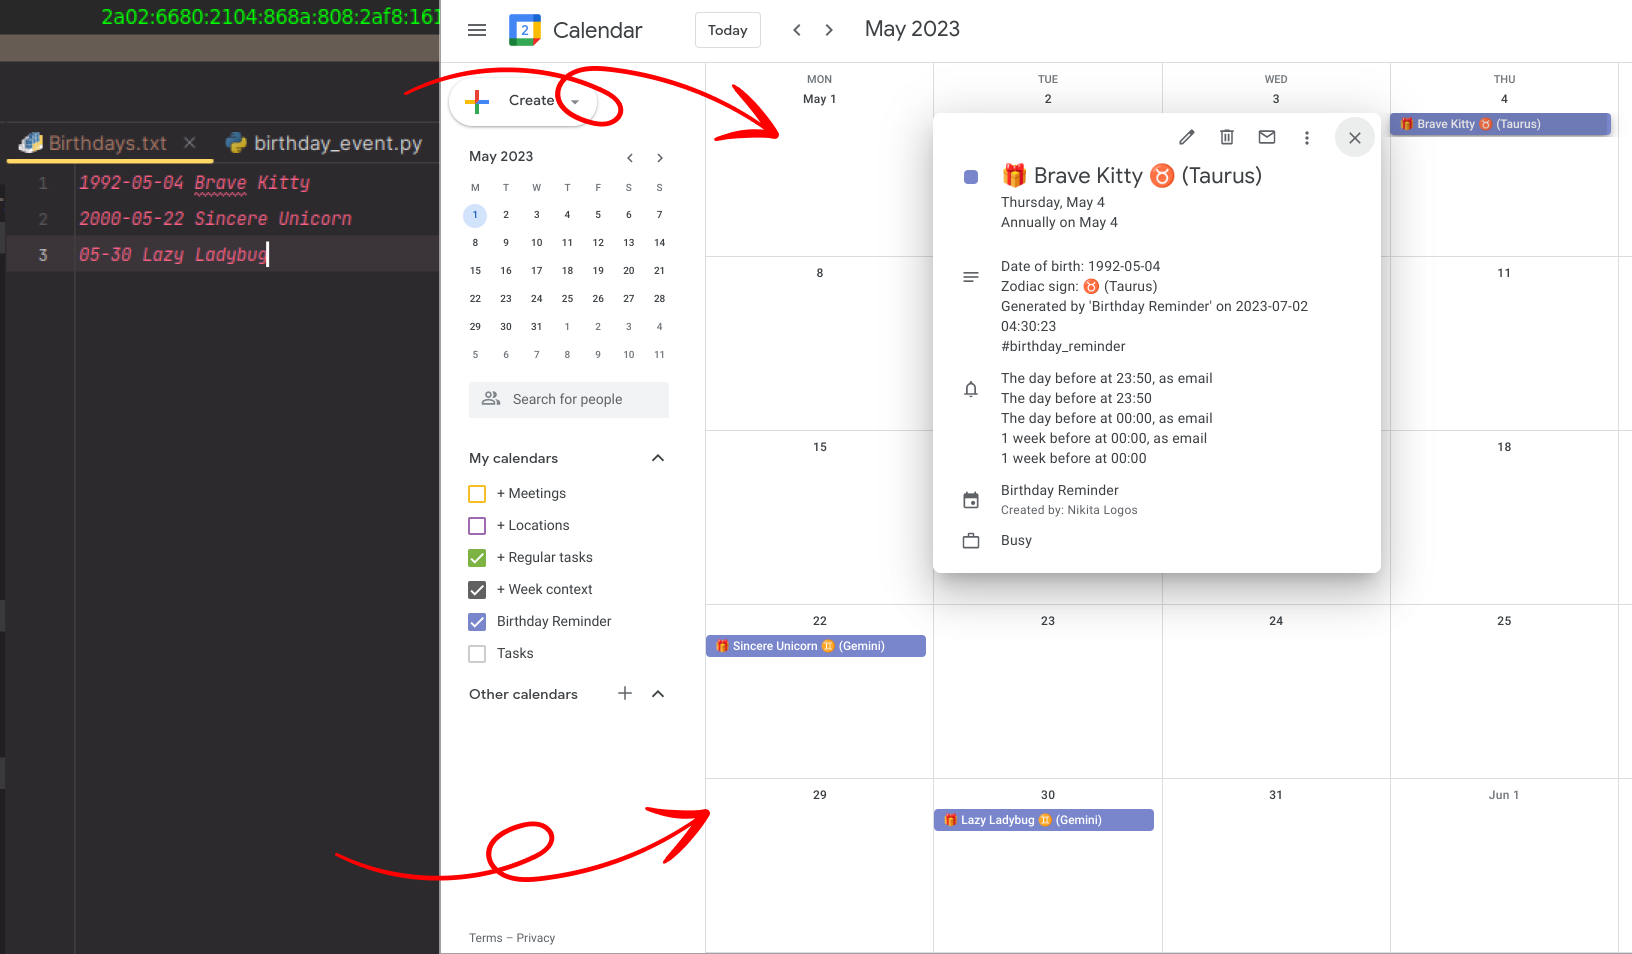 2a02:6680:2104:868a:808:2af8:161
Birthdays.txt
birthday_event.py
1 1992-05-04 Brave Kitty
2 2000-05-22 Sincere Unicorn
3 05-30 Lazy Ladybug
2 Calendar
Today
May 2023
Create
May 2023
M T W T F S S
1 2 3 4 5 6 7
8 9 10 11 12 13 14
15 16 17 18 19 20 21
22 23 24 25 26 27 28
29 30 31 1 2 3 4
5 6 7 8 9 10 11
Search for people
My calendars
+ Meetings
+ Locations
+ Regular tasks
+ Week context
Birthday Reminder
Tasks
Other calendars
Terms – Privacy
MON TUE WED THU
May 1 2 3 4
🎁 Brave Kitty ♉ (Taurus)
🎁 Brave Kitty ♉ (Taurus)
Thursday, May 4
Annually on May 4
Date of birth: 1992-05-04
Zodiac sign: ♉ (Taurus)
Generated by 'Birthday Reminder' on 2023-07-02
04:30:23
#birthday_reminder
The day before at 23:50, as email
The day before at 23:50
The day before at 00:00, as email
1 week before at 00:00, as email
1 week before at 00:00
Birthday Reminder
Created by: Nikita Logos
Busy
8 11
15 18
22 23 24 25
🎁 Sincere Unicorn ♊ (Gemini)
29 30 31 Jun 1
🎁 Lazy Ladybug ♊ (Gemini)